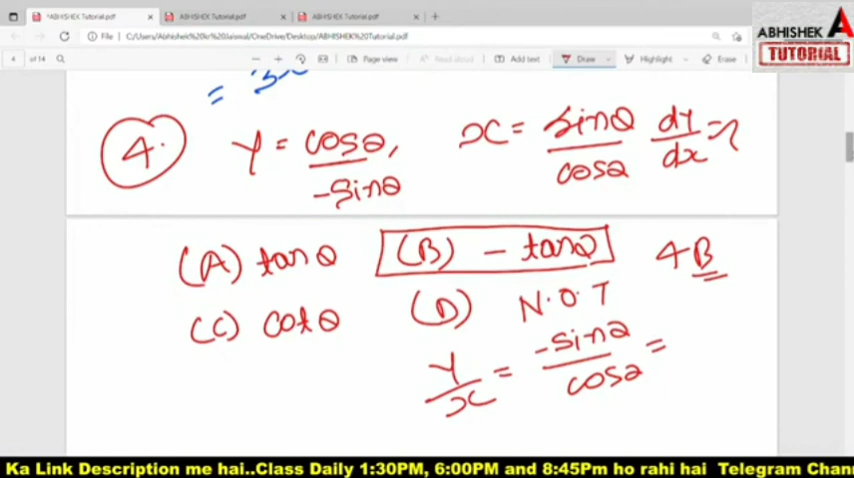 *ABHISHEK Tutorial.pdf
ABHISHEK Tutorial.pdf
ABHISHEK Tutorial.pdf
File C:/Users/Abhishek%20kr%20Jaiswal/OneDrive/Desktop/ABHISHEK%20Tutorial.pdf
4 of 14
Page view
Read aloud
Add text
Draw
Highlight
Erase
ABHISHEK A
TUTORIAL
4. y = cosθ, x = sinθ dy/dx = ?
-sinθ cosθ
(A) tanθ (B) - tanθ 4 B
(C) cotθ (D) N.O.T
y/x = -sinθ/cosθ =
Ka Link Description me hai..Class Daily 1:30PM, 6:00PM and 8:45Pm ho rahi hai Telegram Chan